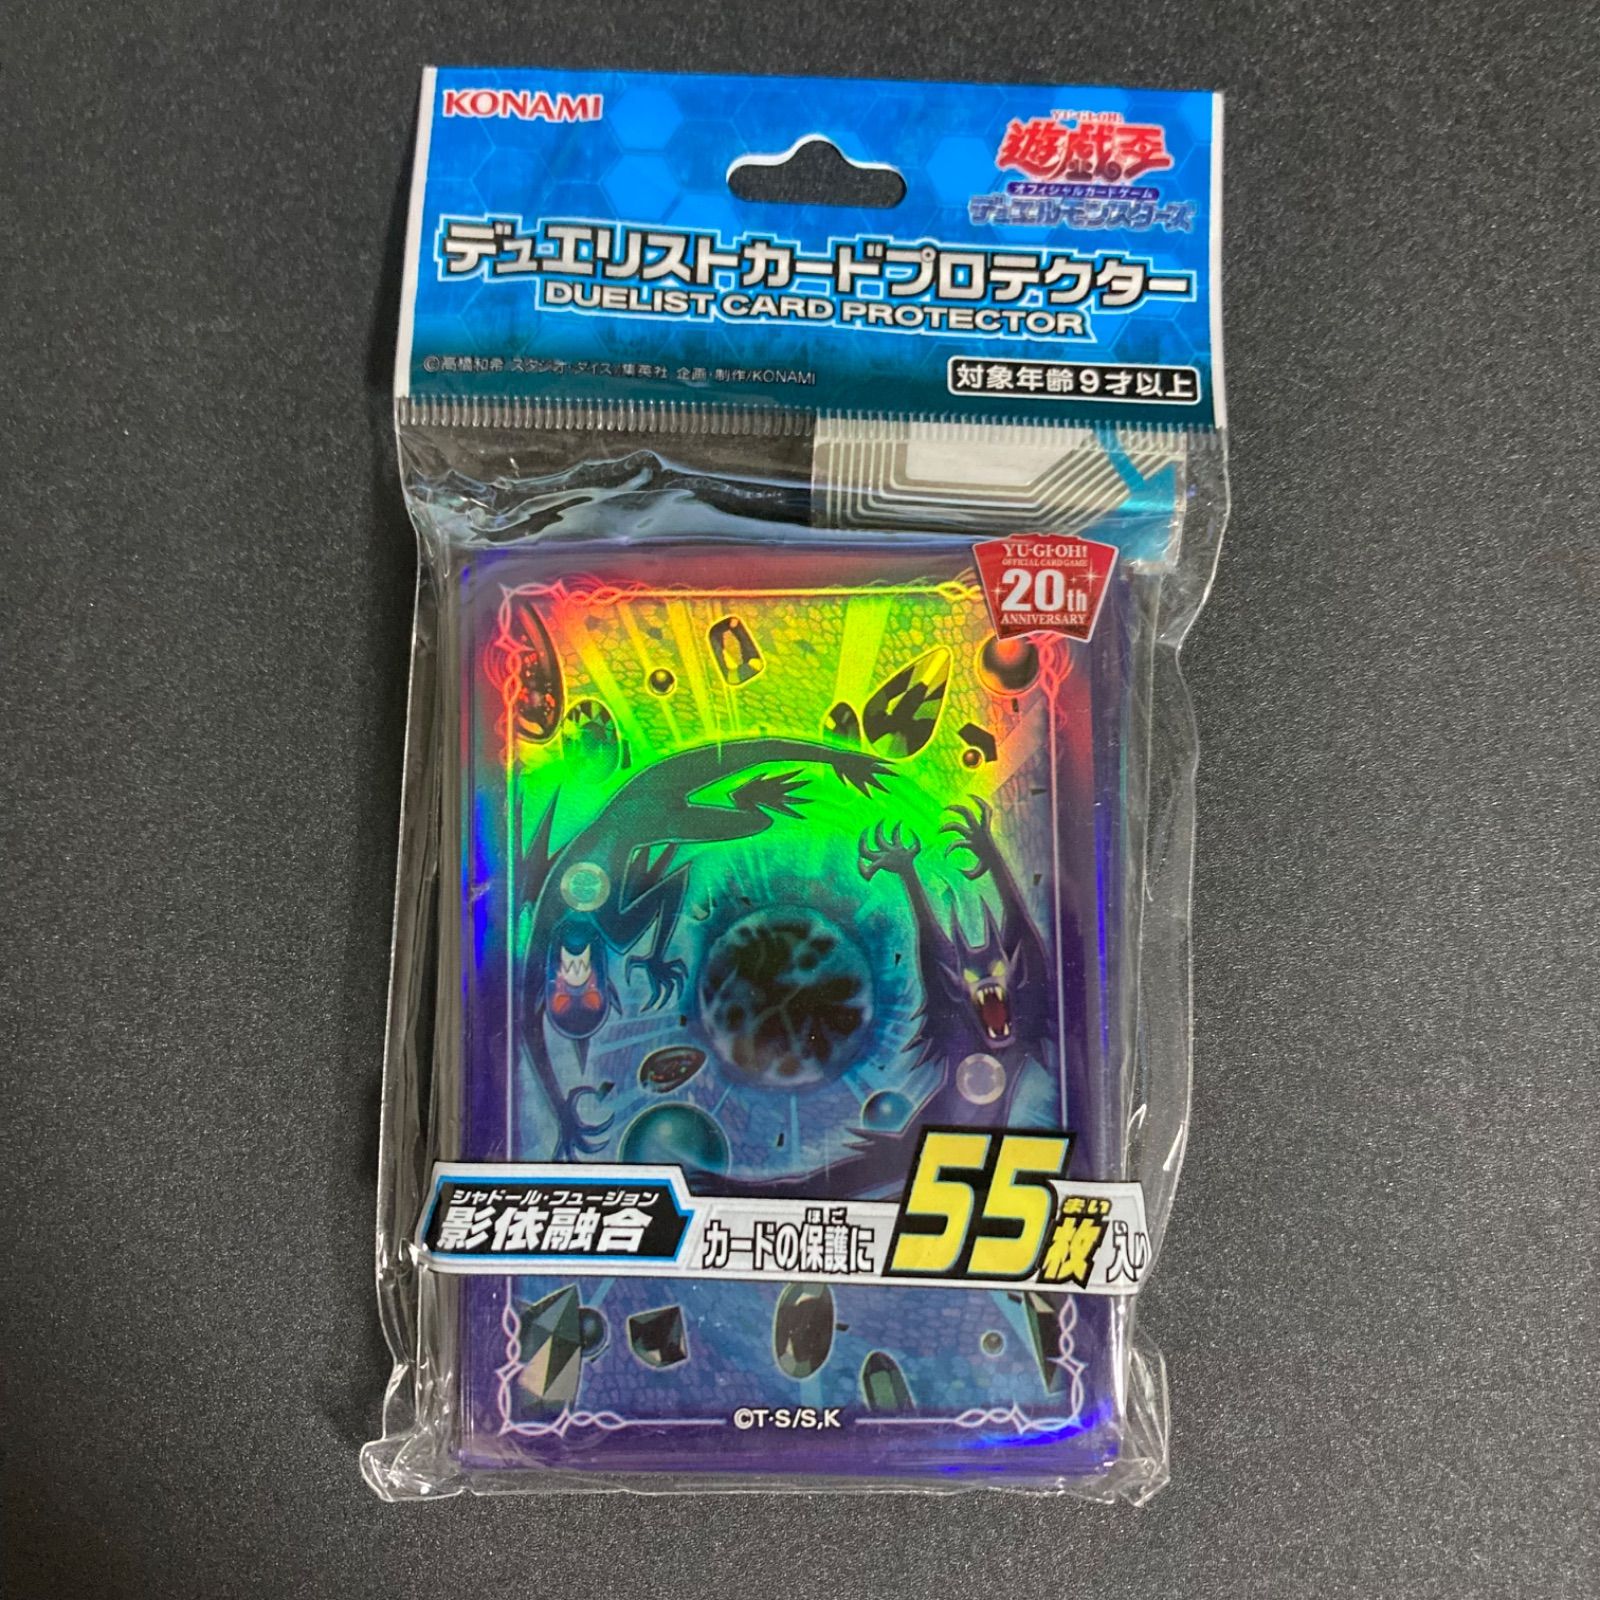 KONAMI
YU-GI-OH!
遊戯王
オフィシャルカードゲーム
デュエルモンスターズ
デュエリストカードプロテクター
DUELIST CARD PROTECTOR
©高橋和希 スタジオ・ダイス/集英社 企画・制作/KONAMI
対象年齢9才以上
YU-GI-OH!
OFFICIAL CARD GAME
20th
ANNIVERSARY
シャドール・フュージョン
影依融合
カードの保護に
ほご
55枚入り
まい い
©T・S/S,K